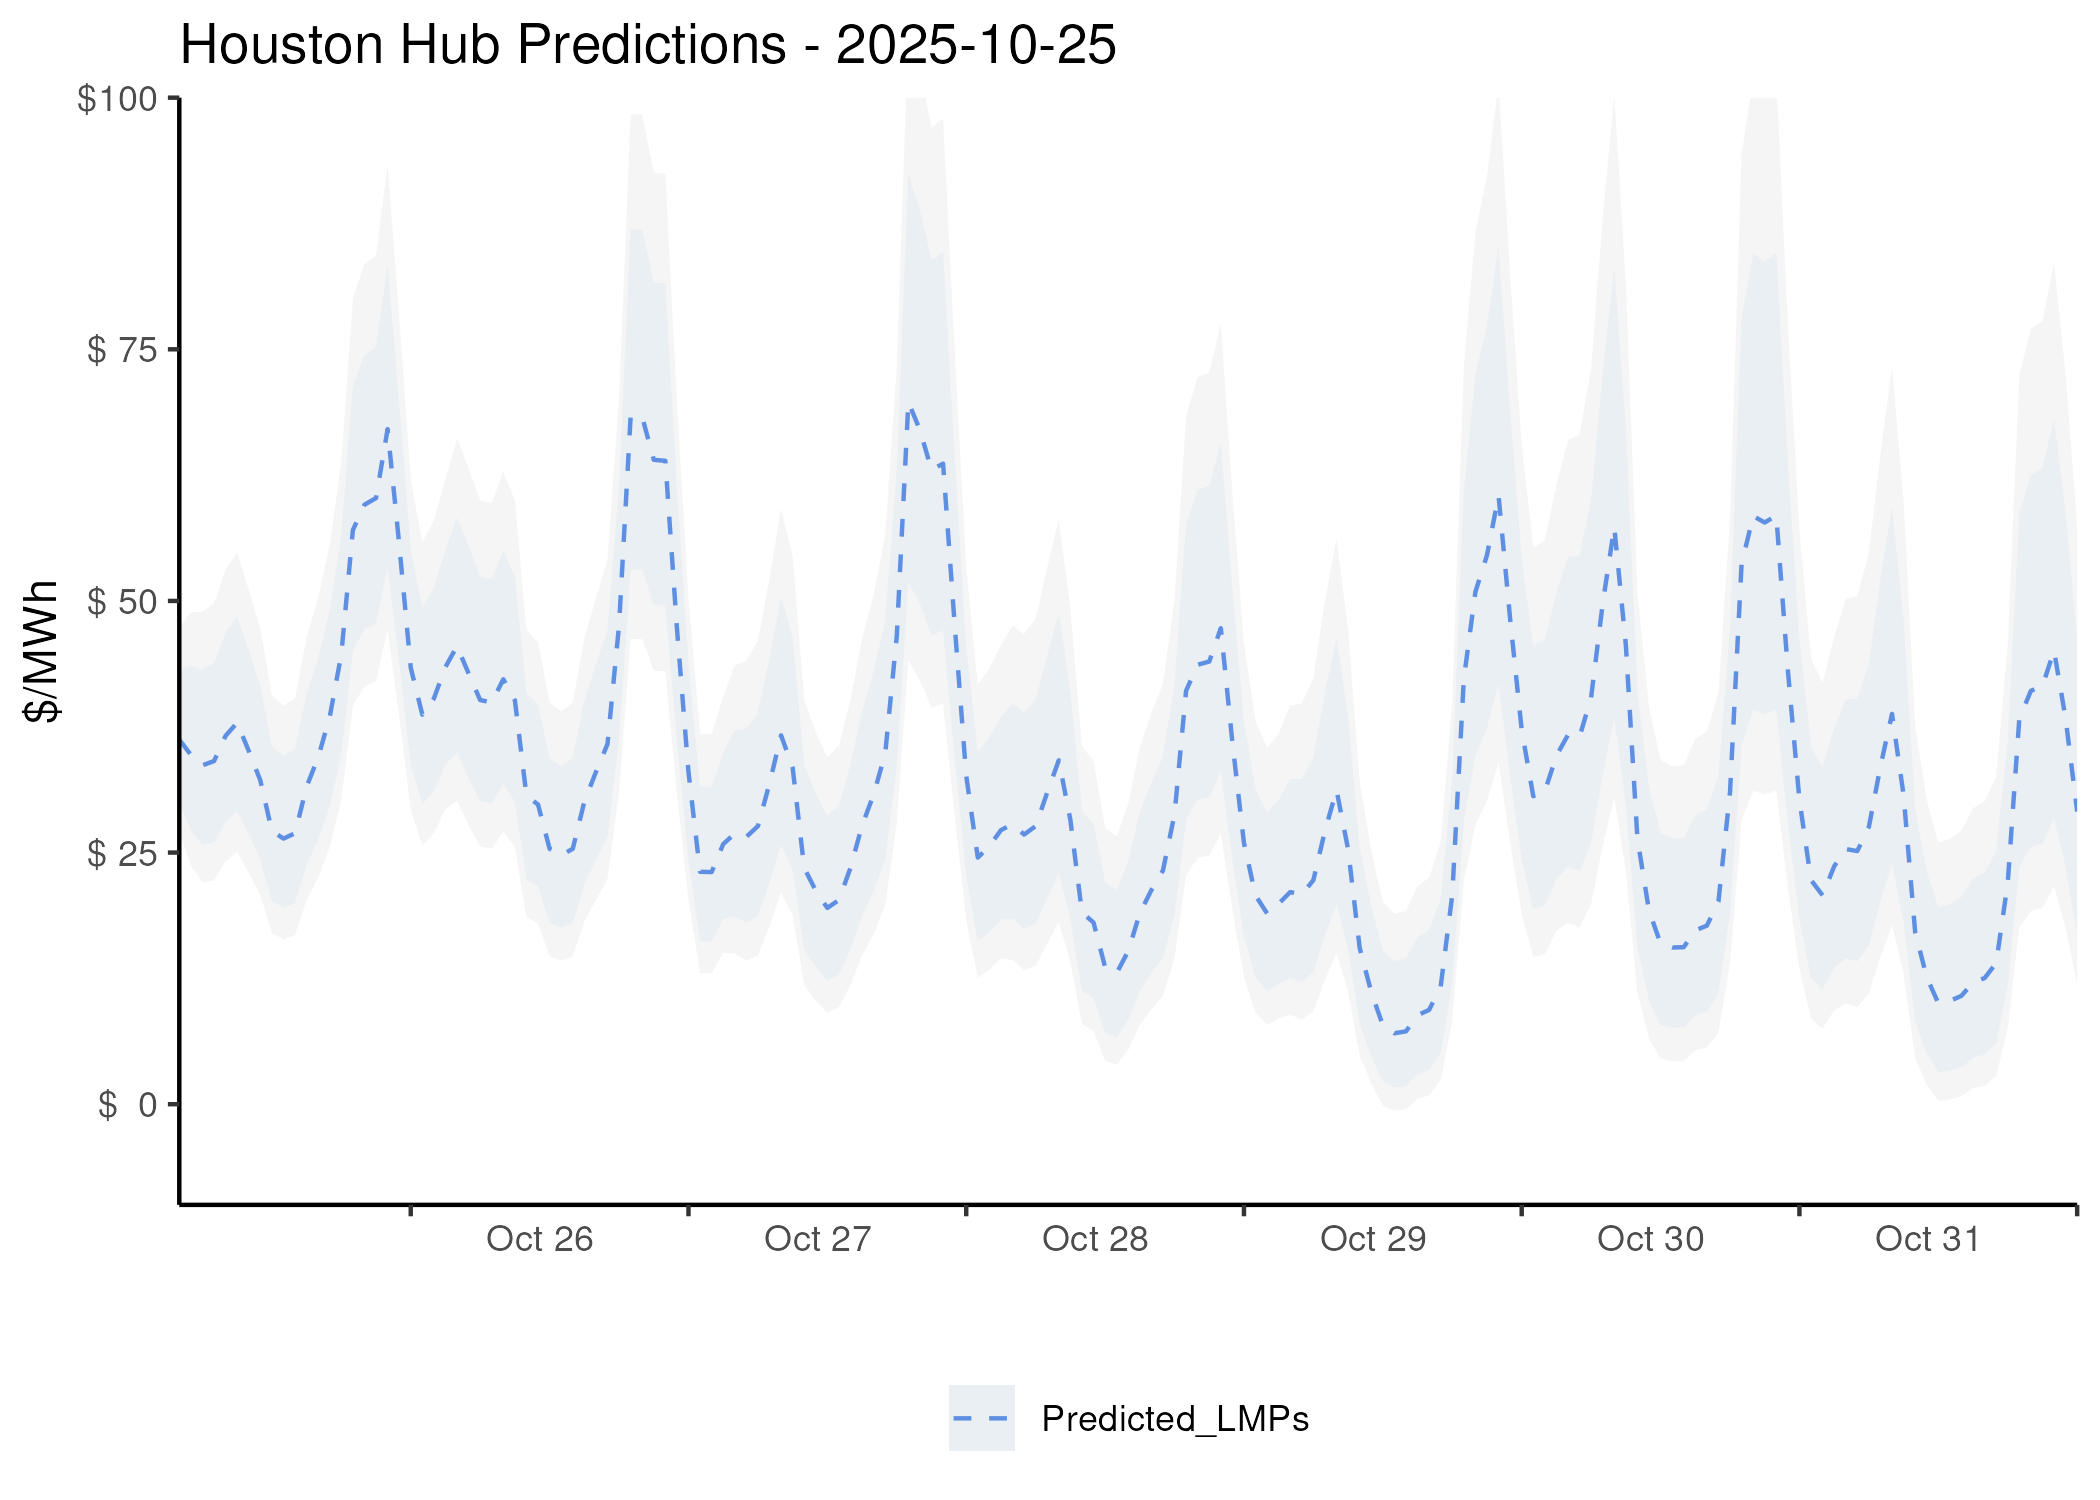 Houston Hub Predictions - 2025-10-25
$100
$ 75
$ 50
$ 25
$ 0
$/MWh
Oct 26
Oct 27
Oct 28
Oct 29
Oct 30
Oct 31
Predicted_LMPs